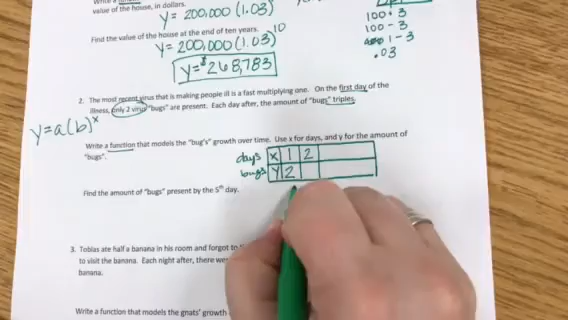 value of the house, in dollars.
y = 200,000 (1.03)
Find the value of the house at the end of ten years.
y = 200,000 (1.03)^10
y = $268,783
100 + 3
100 - 3
1 - 3
.03
2. The most recent virus that is making people ill is a fast multiplying one. On the first day of the
illness, only 2 virus "bugs" are present. Each day after, the amount of "bugs" triples.
y = a(b)^x
Write a function that models the "bug's" growth over time. Use x for days, and y for the amount of
"bugs".
days x 1 2
bugs y 2
Find the amount of "bugs" present by the 5th day.
3. Tobias ate half a banana in his room and forgot to
to visit the banana. Each night after, there we
banana.
Write a function that models the gnats' growth